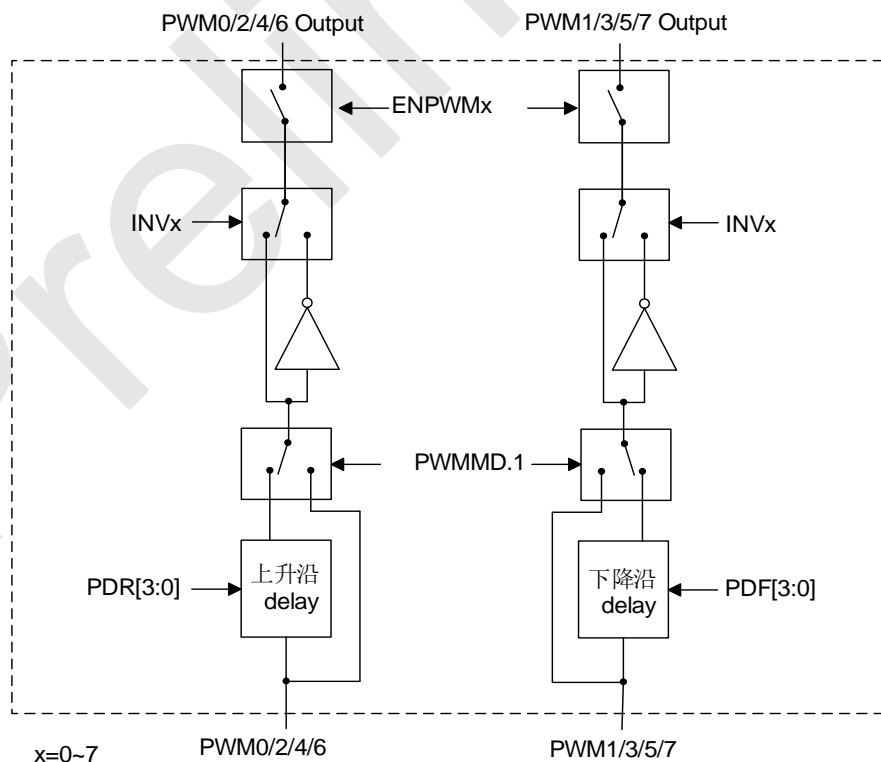 PWM0/2/4/6 Output
PWM1/3/5/7 Output
ENPWMx
INVx
INVx
PWMMD.1
PDR[3:0]
上升沿
delay
下降沿
delay
PDF[3:0]
PWM0/2/4/6
PWM1/3/5/7
x=0~7